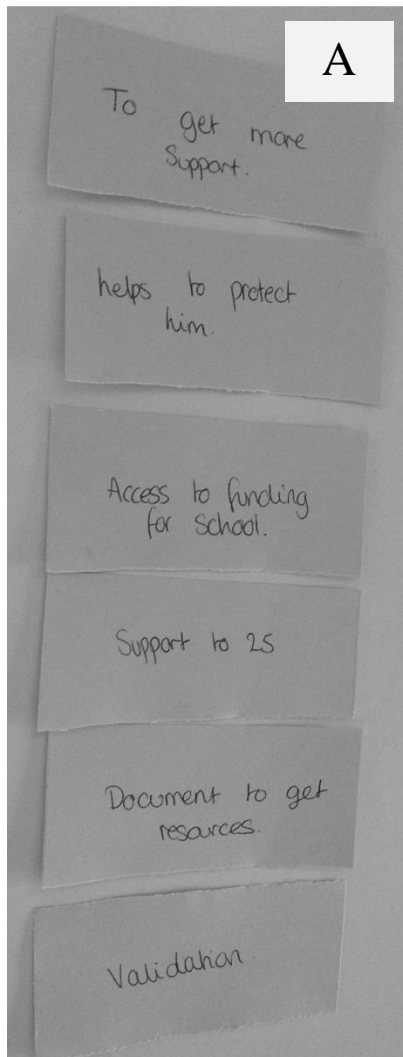 A
To
get more
Support.
helps to protect
him.
Access to funding
for School.
Support to 25
Document to get
resources.
Validation.